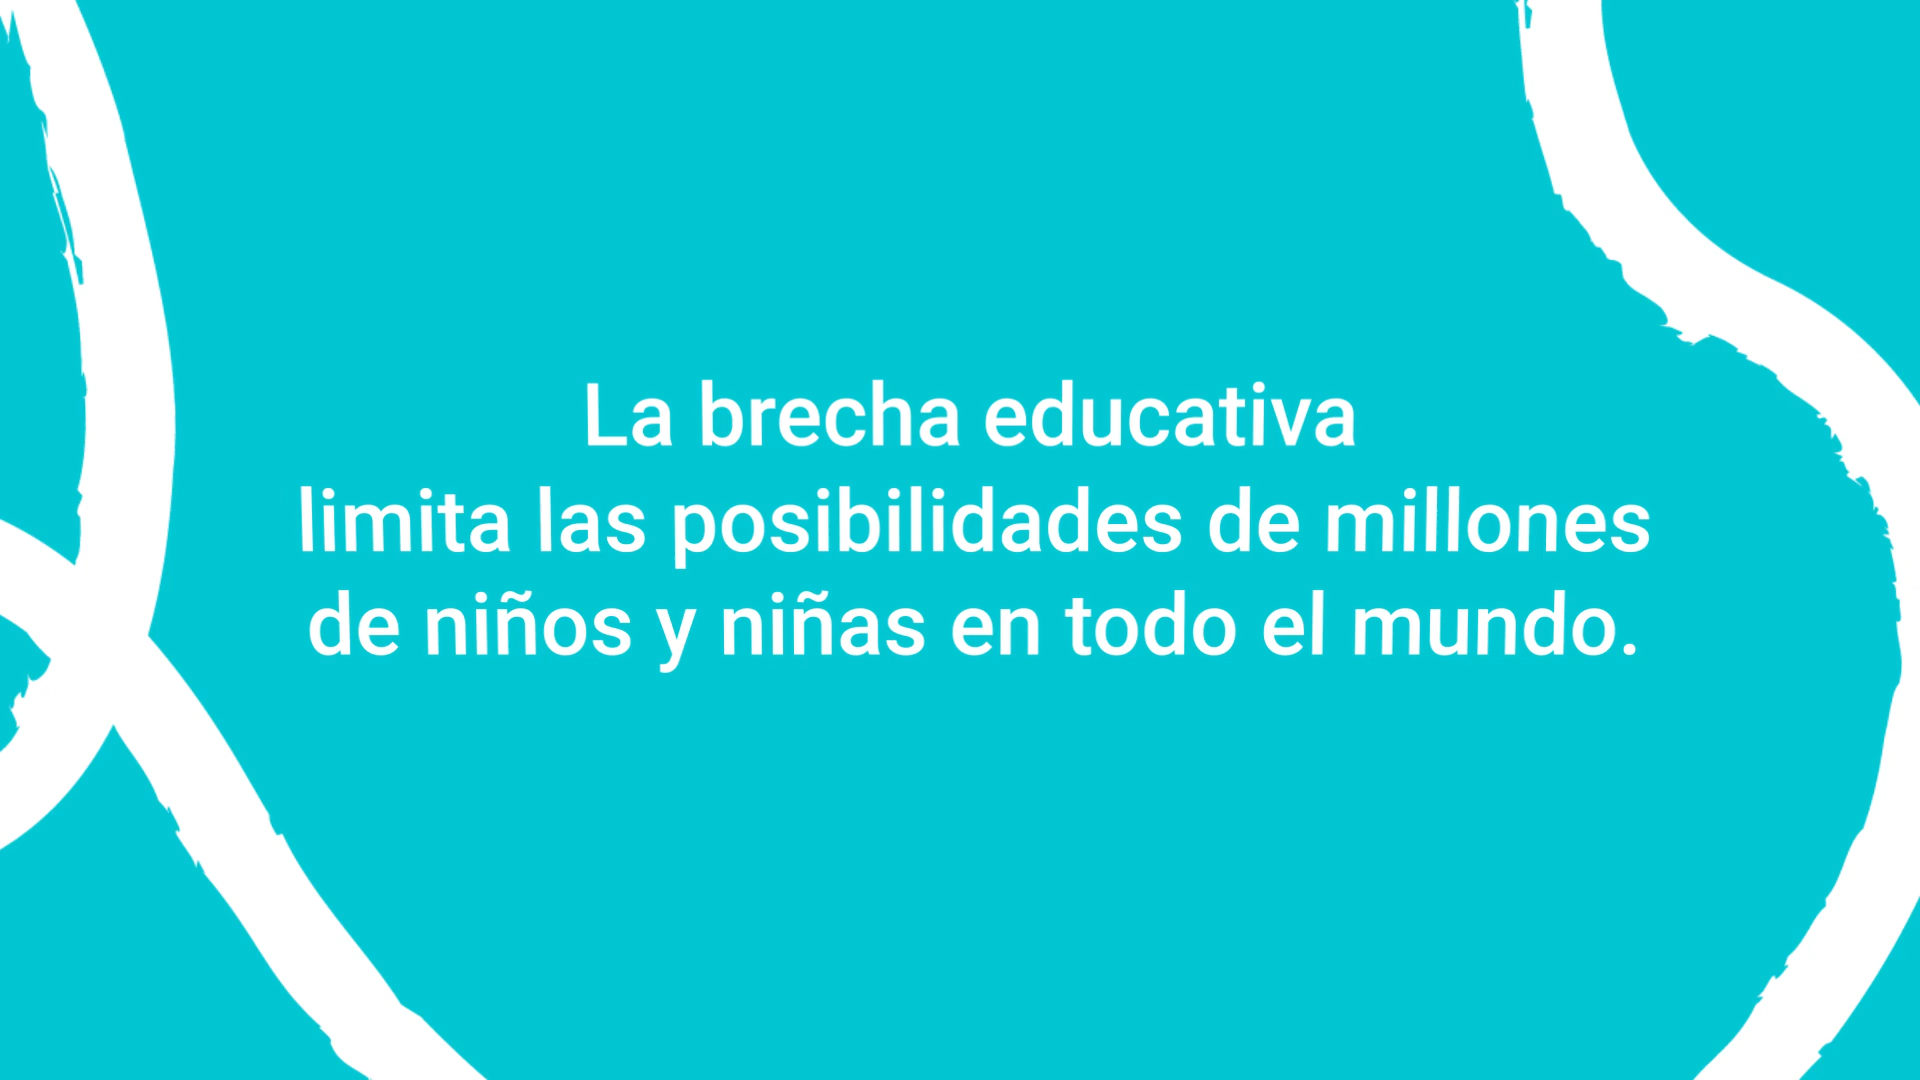 La brecha educativa
limita las posibilidades de millones
de niños y niñas en todo el mundo.